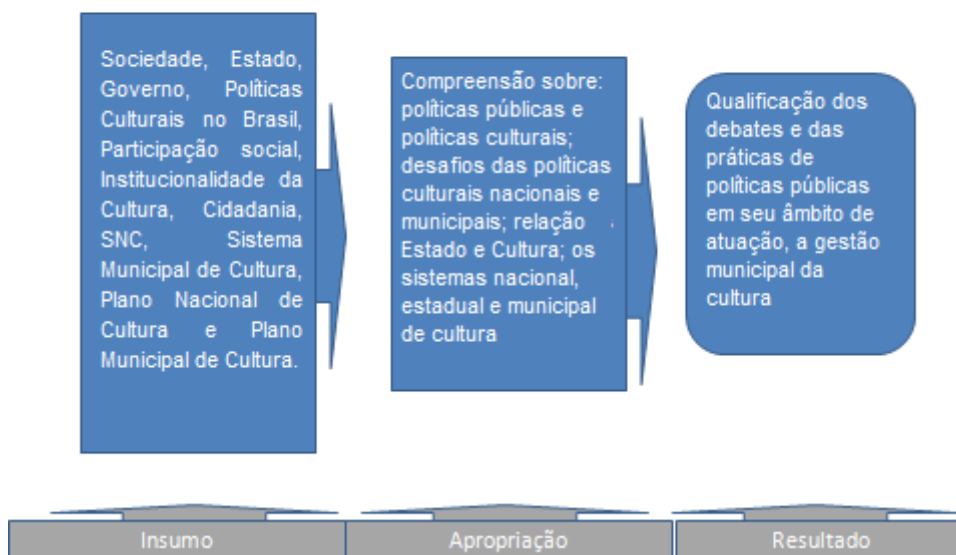 Sociedade, Estado,
Governo, Políticas
Culturais no Brasil,
Participação social,
Institucionalidade da
Cultura, Cidadania,
SNC, Sistema
Municipal de Cultura,
Plano Nacional de
Cultura e Plano
Municipal de Cultura.
Compreensão sobre:
políticas públicas e
políticas culturais;
desafios das políticas
culturais nacionais e
municipais; relação
Estado e Cultura; os
sistemas nacional,
estadual e municipal
de cultura
Qualificação dos
debates e das
práticas de
políticas públicas
em seu âmbito de
atuação, a gestão
municipal da
cultura
Insumo
Apropriação
Resultado